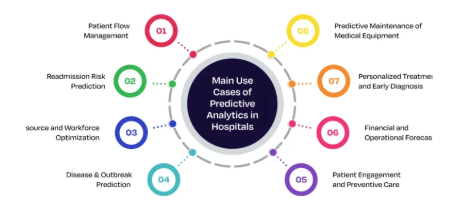 Patient Flow
Management
01
Readmission Risk
Prediction
02
source and Workforce
Optimization
03
Disease & Outbreak
Prediction
04
Main Use
Cases of
Predictive
Analytics in
Hospitals
08
Predictive Maintenance of
Medical Equipment
07
Personalized Treatmen
and Early Diagnosis
06
Financial and
Operational Forecas
05
Patient Engagement
and Preventive Care